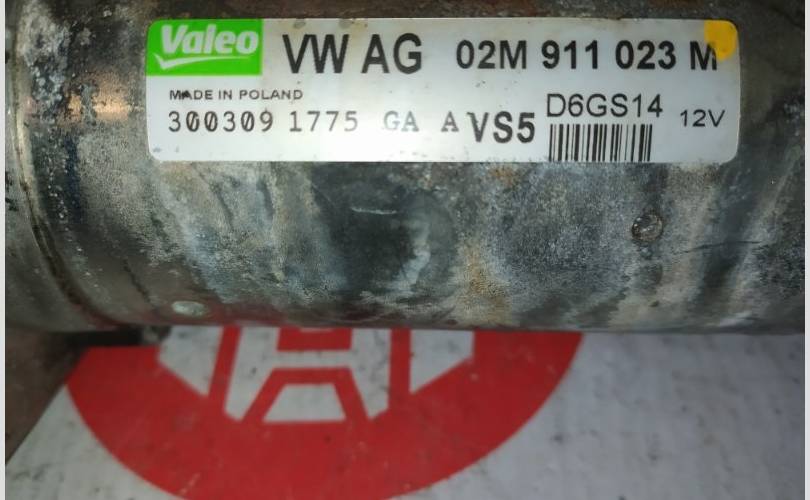 Valeo VW AG 02M 911 023 M
MADE IN POLAND
300309 1775 GA A VS5 D6GS14 12V